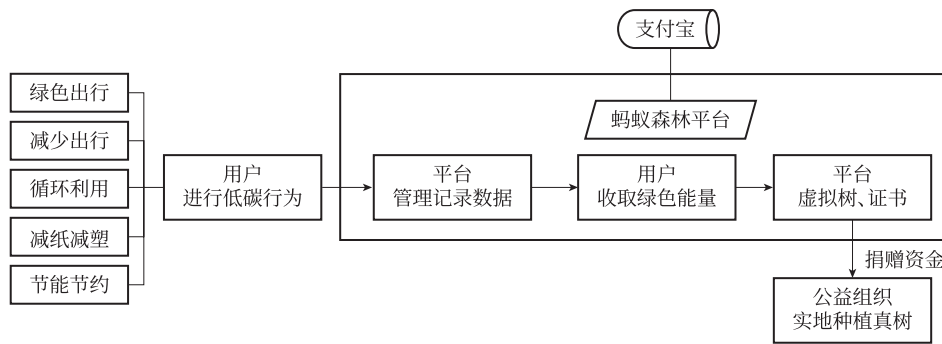 支付宝
蚂蚁森林平台
绿色出行
减少出行
循环利用
减纸减塑
节能节约
用户
进行低碳行为
平台
管理记录数据
用户
收取绿色能量
平台
虚拟树、证书
捐赠资金
公益组织
实地种植真树